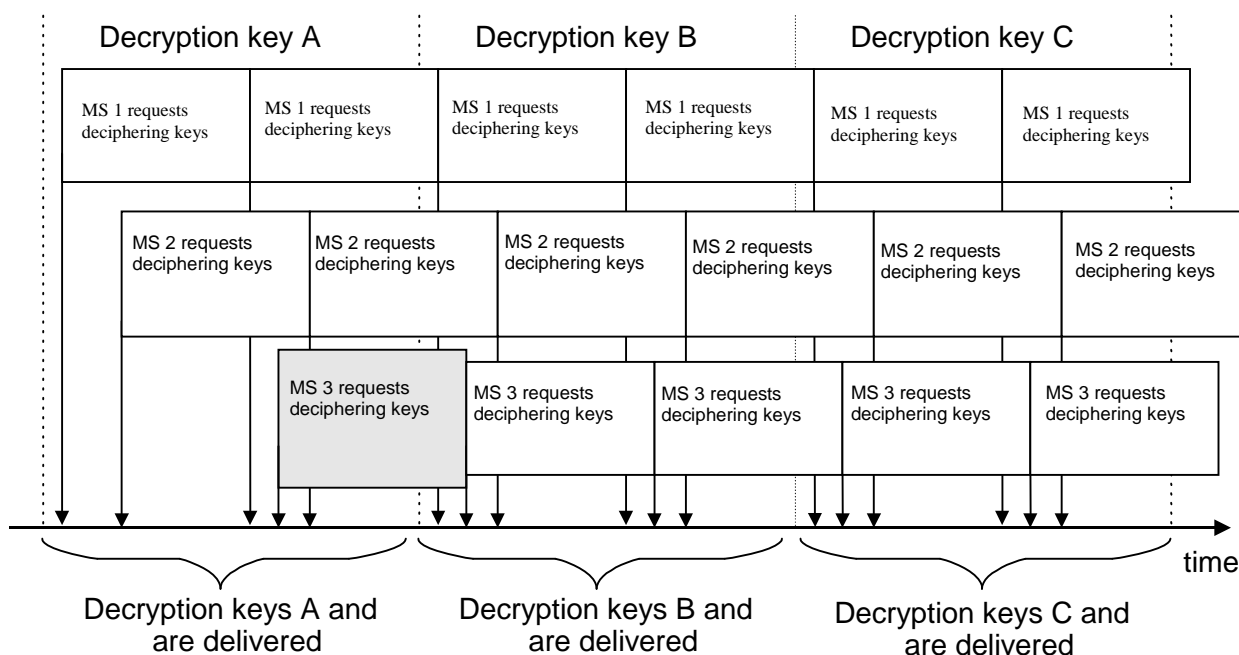 Decryption key A
Decryption key B
Decryption key C
MS 1 requests
deciphering keys
MS 1 requests
deciphering keys
MS 1 requests
deciphering keys
MS 1 requests
deciphering keys
MS 1 requests
deciphering keys
MS 1 requests
deciphering keys
MS 2 requests
deciphering keys
MS 2 requests
deciphering keys
MS 2 requests
deciphering keys
MS 2 requests
deciphering keys
MS 2 requests
deciphering keys
MS 2 requests
deciphering keys
MS 3 requests
deciphering keys
MS 3 requests
deciphering keys
MS 3 requests
deciphering keys
MS 3 requests
deciphering keys
MS 3 requests
deciphering keys
time
Decryption keys A and
are delivered
Decryption keys B and
are delivered
Decryption keys C and
are delivered